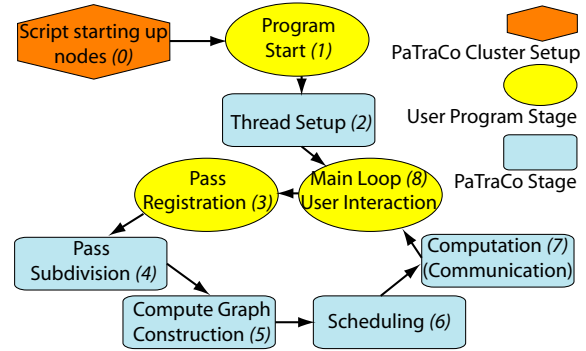 Script starting up
nodes (0)
Program
Start (1)
PaTraCo Cluster Setup
User Program Stage
Thread Setup (2)
PaTraCo Stage
Pass
Registration (3)
Main Loop (8)
User Interaction
Pass
Subdivision (4)
Computation (7)
(Communication)
Compute Graph
Construction (5)
Scheduling (6)